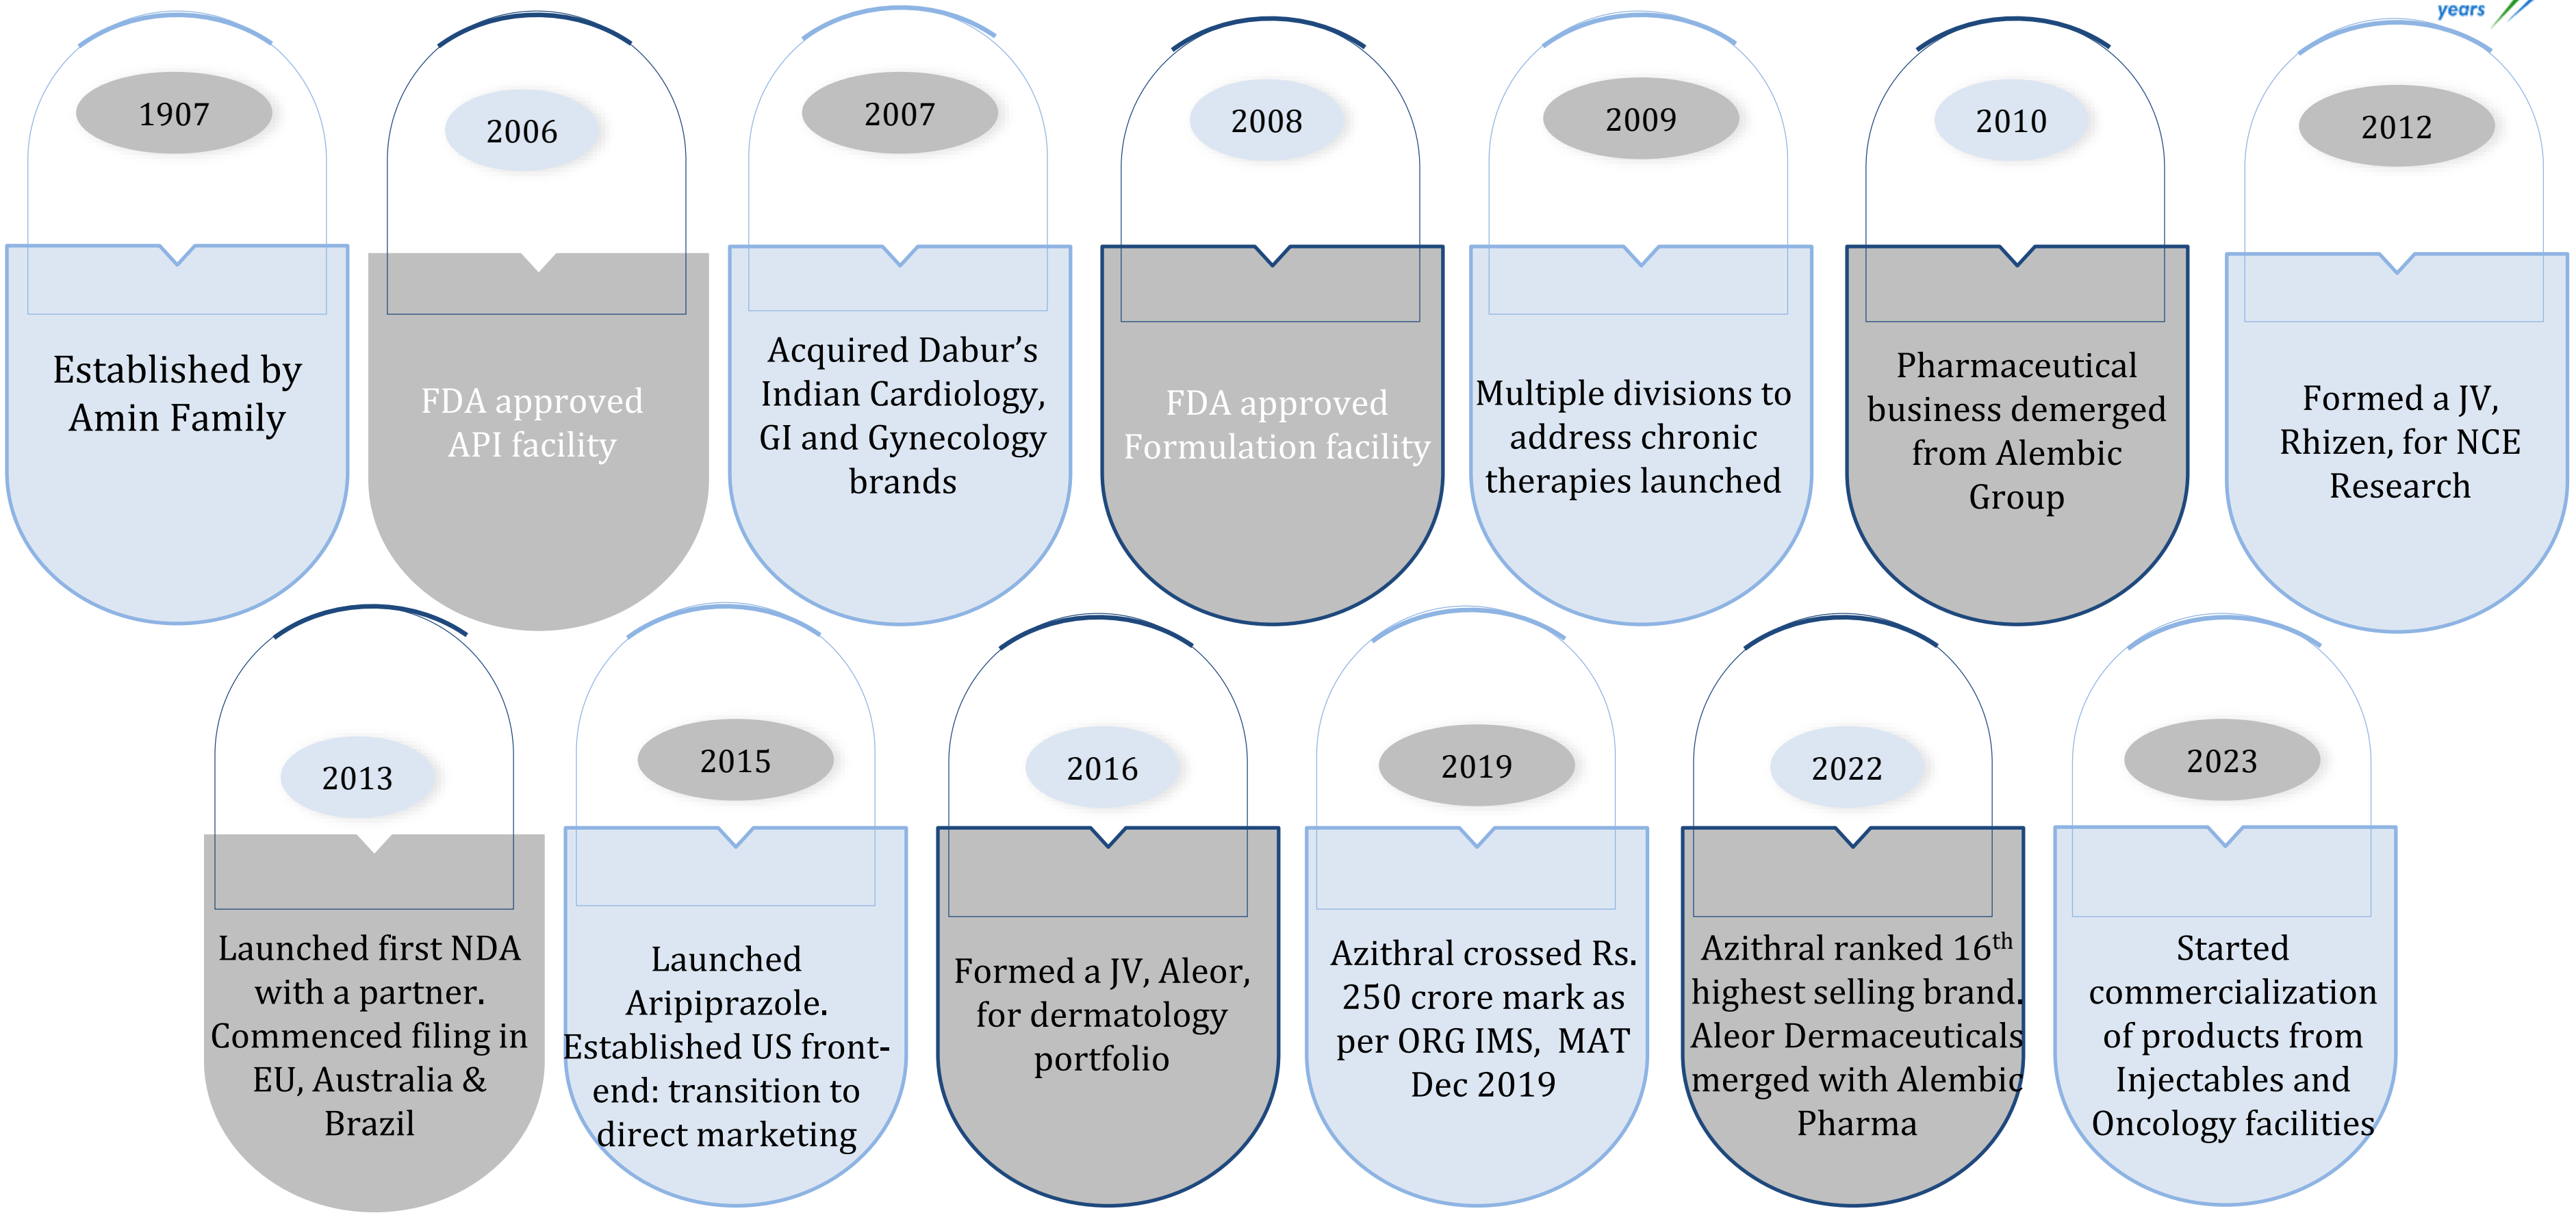 years
1907
2006
2007
2008
2009
2010
2012
Established by
Amin Family
FDA approved
API facility
Acquired Dabur’s
Indian Cardiology,
GI and Gynecology
brands
FDA approved
Formulation facility
Multiple divisions to
address chronic
therapies launched
Pharmaceutical
business demerged
from Alembic
Group
Formed a JV,
Rhizen, for NCE
Research
2013
2015
2016
2019
2022
2023
Launched first NDA
with a partner.
Commenced filing in
EU, Australia &
Brazil
Launched
Aripiprazole.
Established US front-
end: transition to
direct marketing
Formed a JV, Aleor,
for dermatology
portfolio
Azithral crossed Rs.
250 crore mark as
per ORG IMS,  MAT
Dec 2019
Azithral ranked 16th
highest selling brand.
Aleor Dermaceuticals
merged with Alembic
Pharma
Started
commercialization
of products from
Injectables and
Oncology facilities